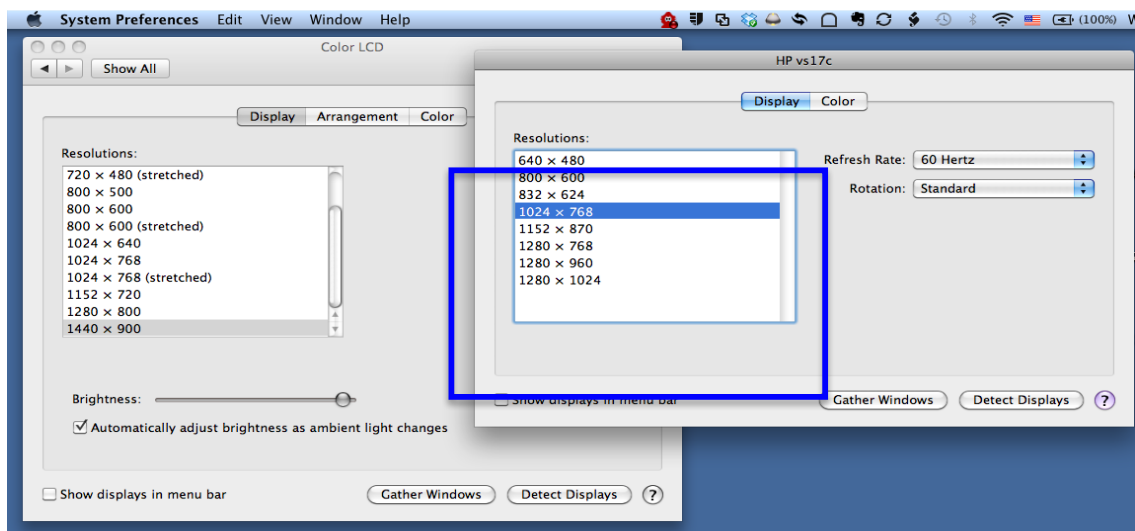 System Preferences Edit View Window Help (100%)
Color LCD
Show All
Display Arrangement Color
Resolutions:
720 × 480 (stretched)
800 × 500
800 × 600
800 × 600 (stretched)
1024 × 640
1024 × 768
1024 × 768 (stretched)
1152 × 720
1280 × 800
1440 × 900
Brightness:
Automatically adjust brightness as ambient light changes
Show displays in menu bar
Gather Windows
Detect Displays
?
HP vs17c
Display Color
Resolutions:
640 × 480
800 × 600
832 × 624
1024 × 768
1152 × 870
1280 × 768
1280 × 960
1280 × 1024
Refresh Rate: 60 Hertz
Rotation: Standard
Show displays in menu bar
Gather Windows
Detect Displays
?